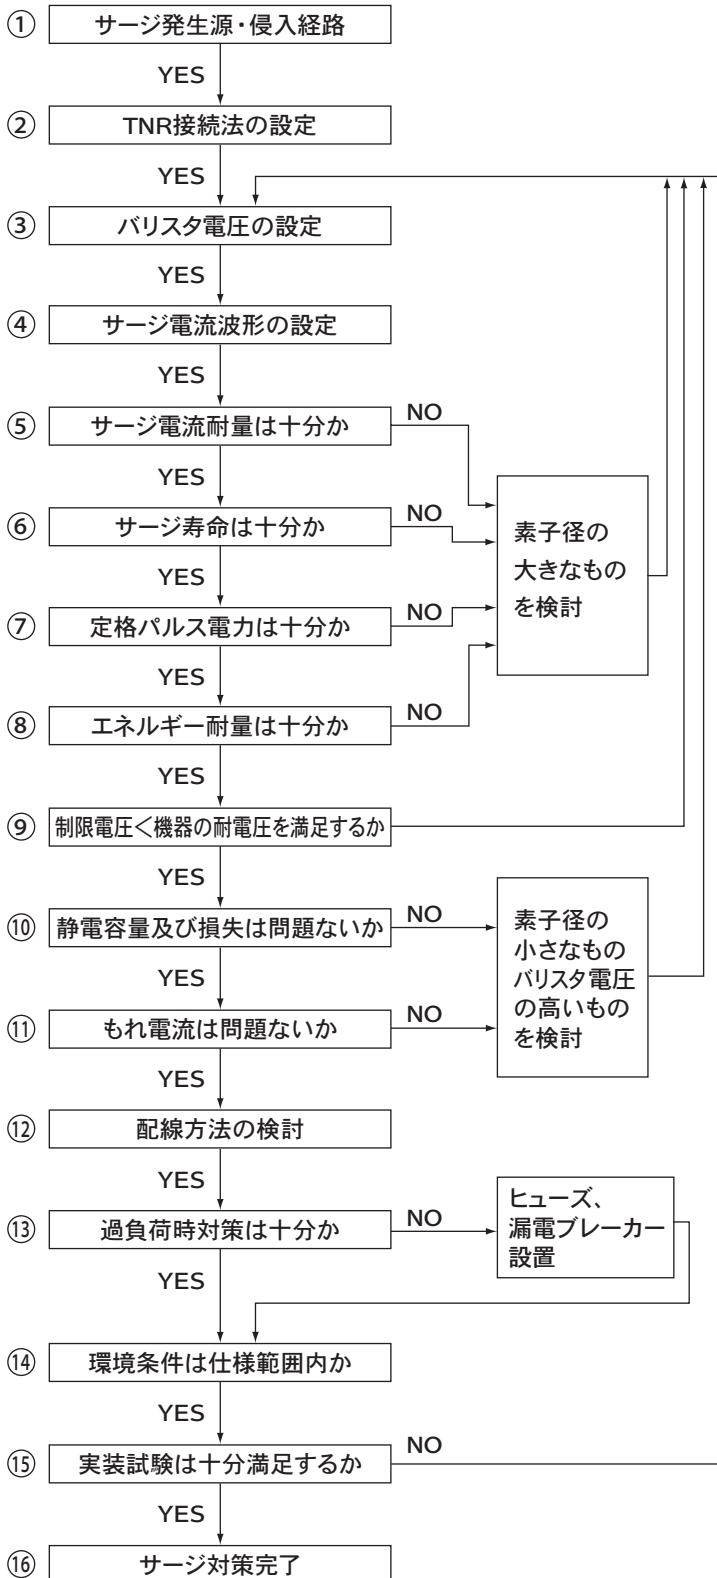 ① サージ発生源・侵入経路
YES
② TNR接続法の設定
YES
③ バリスタ電圧の設定
YES
④ サージ電流波形の設定
YES
⑤ サージ電流耐量は十分か NO
YES
⑥ サージ寿命は十分か NO
YES
⑦ 定格パルス電力は十分か NO
YES
⑧ エネルギー耐量は十分か NO
素子径の
大きなもの
を検討
YES
⑨ 制限電圧＜機器の耐電圧を満足するか
YES
⑩ 静電容量及び損失は問題ないか NO
YES
⑪ もれ電流は問題ないか NO
素子径の
小さなもの
バリスタ電圧
の高いもの
を検討
YES
⑫ 配線方法の検討
YES
⑬ 過負荷時対策は十分か NO
ヒューズ、
漏電ブレーカー
設置
YES
⑭ 環境条件は仕様範囲内か
YES
⑮ 実装試験は十分満足するか NO
YES
⑯ サージ対策完了